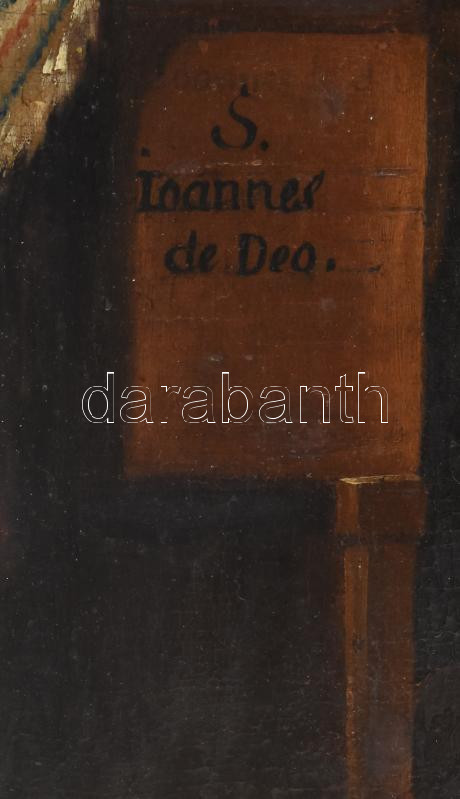 S.
Ioannes
de Deo.
darabanth